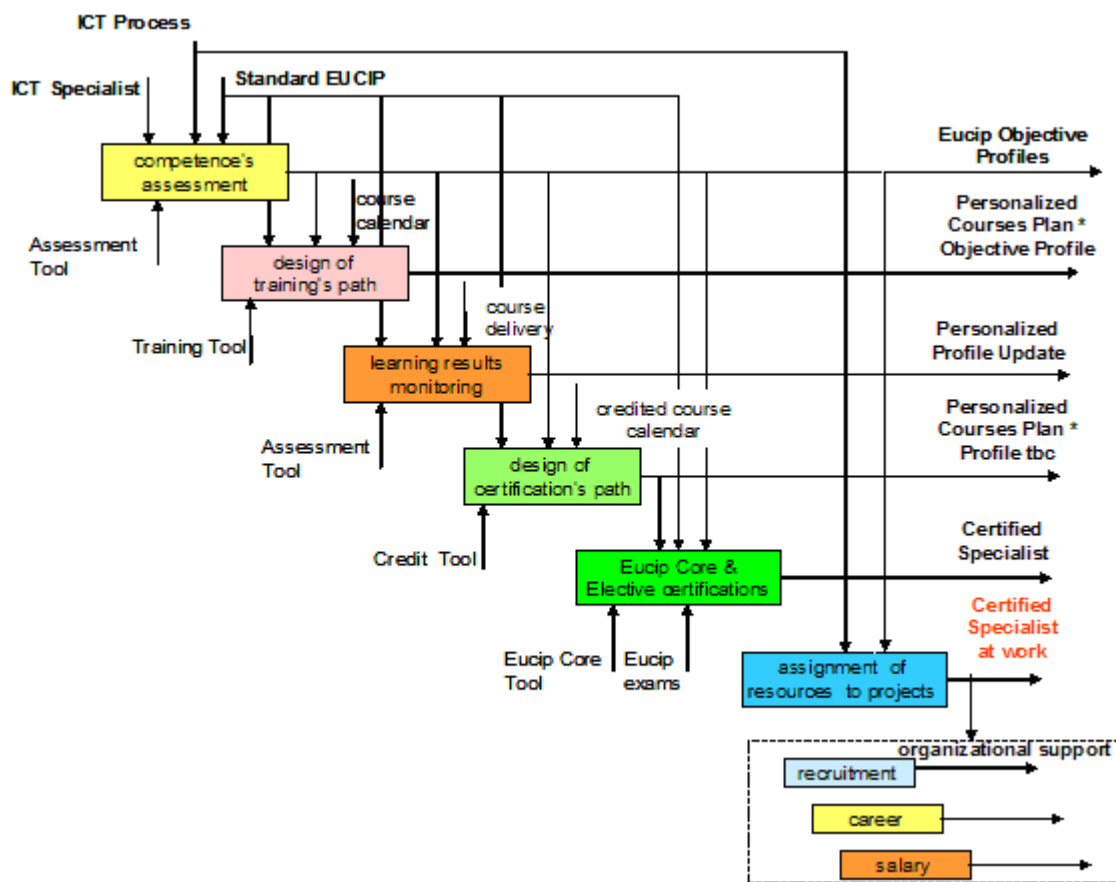 ICT Process
ICT Specialist
Standard EUCIP
competence's
assessment
Eucip Objective
Profiles
course
calendar
Personalized
Courses Plan *
Objective Profile
Assessment
Tool
design of
training's path
Training Tool
course
delivery
Personalized
Profile Update
learning results
monitoring
credited course
calendar
Personalized
Courses Plan *
Profile tbc
Assessment
Tool
design of
certification's path
Credit Tool
Certified
Specialist
Eucip Core &
Elective certifications
Certified
Specialist
at work
Eucip Core
Tool
Eucip
exams
assignment of
resources to projects
organizational support
recruitment
career
salary